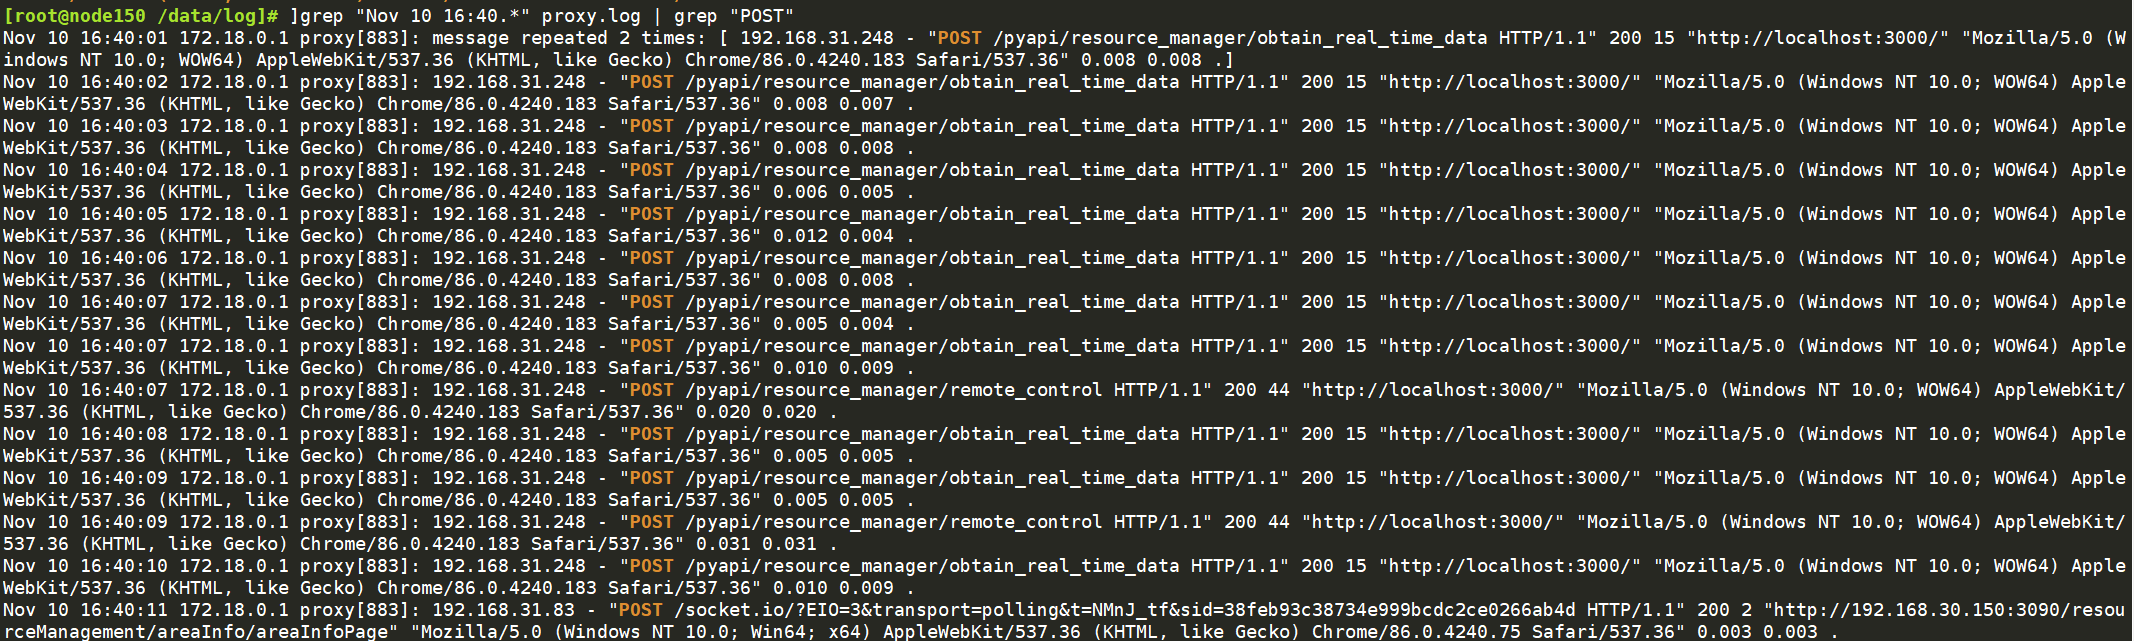 [root@node150 /data/log]# ]grep "Nov 10 16:40.*" proxy.log | grep "POST"
Nov 10 16:40:01 172.18.0.1 proxy[883]: message repeated 2 times: [ 192.168.31.248 - "POST /pyapi/resource_manager/obtain_real_time_data HTTP/1.1" 200 15 "http://localhost:3000/" "Mozilla/5.0 (W
indows NT 10.0; WOW64) AppleWebKit/537.36 (KHTML, like Gecko) Chrome/86.0.4240.183 Safari/537.36" 0.008 0.008 .]
Nov 10 16:40:02 172.18.0.1 proxy[883]: 192.168.31.248 - "POST /pyapi/resource_manager/obtain_real_time_data HTTP/1.1" 200 15 "http://localhost:3000/" "Mozilla/5.0 (Windows NT 10.0; WOW64) Apple
WebKit/537.36 (KHTML, like Gecko) Chrome/86.0.4240.183 Safari/537.36" 0.008 0.007 .
Nov 10 16:40:03 172.18.0.1 proxy[883]: 192.168.31.248 - "POST /pyapi/resource_manager/obtain_real_time_data HTTP/1.1" 200 15 "http://localhost:3000/" "Mozilla/5.0 (Windows NT 10.0; WOW64) Apple
WebKit/537.36 (KHTML, like Gecko) Chrome/86.0.4240.183 Safari/537.36" 0.008 0.008 .
Nov 10 16:40:04 172.18.0.1 proxy[883]: 192.168.31.248 - "POST /pyapi/resource_manager/obtain_real_time_data HTTP/1.1" 200 15 "http://localhost:3000/" "Mozilla/5.0 (Windows NT 10.0; WOW64) Apple
WebKit/537.36 (KHTML, like Gecko) Chrome/86.0.4240.183 Safari/537.36" 0.006 0.005 .
Nov 10 16:40:05 172.18.0.1 proxy[883]: 192.168.31.248 - "POST /pyapi/resource_manager/obtain_real_time_data HTTP/1.1" 200 15 "http://localhost:3000/" "Mozilla/5.0 (Windows NT 10.0; WOW64) Apple
WebKit/537.36 (KHTML, like Gecko) Chrome/86.0.4240.183 Safari/537.36" 0.012 0.004 .
Nov 10 16:40:06 172.18.0.1 proxy[883]: 192.168.31.248 - "POST /pyapi/resource_manager/obtain_real_time_data HTTP/1.1" 200 15 "http://localhost:3000/" "Mozilla/5.0 (Windows NT 10.0; WOW64) Apple
WebKit/537.36 (KHTML, like Gecko) Chrome/86.0.4240.183 Safari/537.36" 0.008 0.008 .
Nov 10 16:40:07 172.18.0.1 proxy[883]: 192.168.31.248 - "POST /pyapi/resource_manager/obtain_real_time_data HTTP/1.1" 200 15 "http://localhost:3000/" "Mozilla/5.0 (Windows NT 10.0; WOW64) Apple
WebKit/537.36 (KHTML, like Gecko) Chrome/86.0.4240.183 Safari/537.36" 0.005 0.004 .
Nov 10 16:40:07 172.18.0.1 proxy[883]: 192.168.31.248 - "POST /pyapi/resource_manager/obtain_real_time_data HTTP/1.1" 200 15 "http://localhost:3000/" "Mozilla/5.0 (Windows NT 10.0; WOW64) Apple
WebKit/537.36 (KHTML, like Gecko) Chrome/86.0.4240.183 Safari/537.36" 0.010 0.009 .
Nov 10 16:40:07 172.18.0.1 proxy[883]: 192.168.31.248 - "POST /pyapi/resource_manager/remote_control HTTP/1.1" 200 44 "http://localhost:3000/" "Mozilla/5.0 (Windows NT 10.0; WOW64) AppleWebKit/
537.36 (KHTML, like Gecko) Chrome/86.0.4240.183 Safari/537.36" 0.020 0.020 .
Nov 10 16:40:08 172.18.0.1 proxy[883]: 192.168.31.248 - "POST /pyapi/resource_manager/obtain_real_time_data HTTP/1.1" 200 15 "http://localhost:3000/" "Mozilla/5.0 (Windows NT 10.0; WOW64) Apple
WebKit/537.36 (KHTML, like Gecko) Chrome/86.0.4240.183 Safari/537.36" 0.005 0.005 .
Nov 10 16:40:09 172.18.0.1 proxy[883]: 192.168.31.248 - "POST /pyapi/resource_manager/obtain_real_time_data HTTP/1.1" 200 15 "http://localhost:3000/" "Mozilla/5.0 (Windows NT 10.0; WOW64) Apple
WebKit/537.36 (KHTML, like Gecko) Chrome/86.0.4240.183 Safari/537.36" 0.005 0.005 .
Nov 10 16:40:09 172.18.0.1 proxy[883]: 192.168.31.248 - "POST /pyapi/resource_manager/remote_control HTTP/1.1" 200 44 "http://localhost:3000/" "Mozilla/5.0 (Windows NT 10.0; WOW64) AppleWebKit/
537.36 (KHTML, like Gecko) Chrome/86.0.4240.183 Safari/537.36" 0.031 0.031 .
Nov 10 16:40:10 172.18.0.1 proxy[883]: 192.168.31.248 - "POST /pyapi/resource_manager/obtain_real_time_data HTTP/1.1" 200 15 "http://localhost:3000/" "Mozilla/5.0 (Windows NT 10.0; WOW64) Apple
WebKit/537.36 (KHTML, like Gecko) Chrome/86.0.4240.183 Safari/537.36" 0.010 0.009 .
Nov 10 16:40:11 172.18.0.1 proxy[883]: 192.168.31.83 - "POST /socket.io/?EIO=3&transport=polling&t=NMnJ_tf&sid=38feb93c38734e999bcdc2ce0266ab4d HTTP/1.1" 200 2 "http://192.168.30.150:3090/resou
rceManagement/areaInfo/areaInfoPage" "Mozilla/5.0 (Windows NT 10.0; Win64; x64) AppleWebKit/537.36 (KHTML, like Gecko) Chrome/86.0.4240.75 Safari/537.36" 0.003 0.003 .